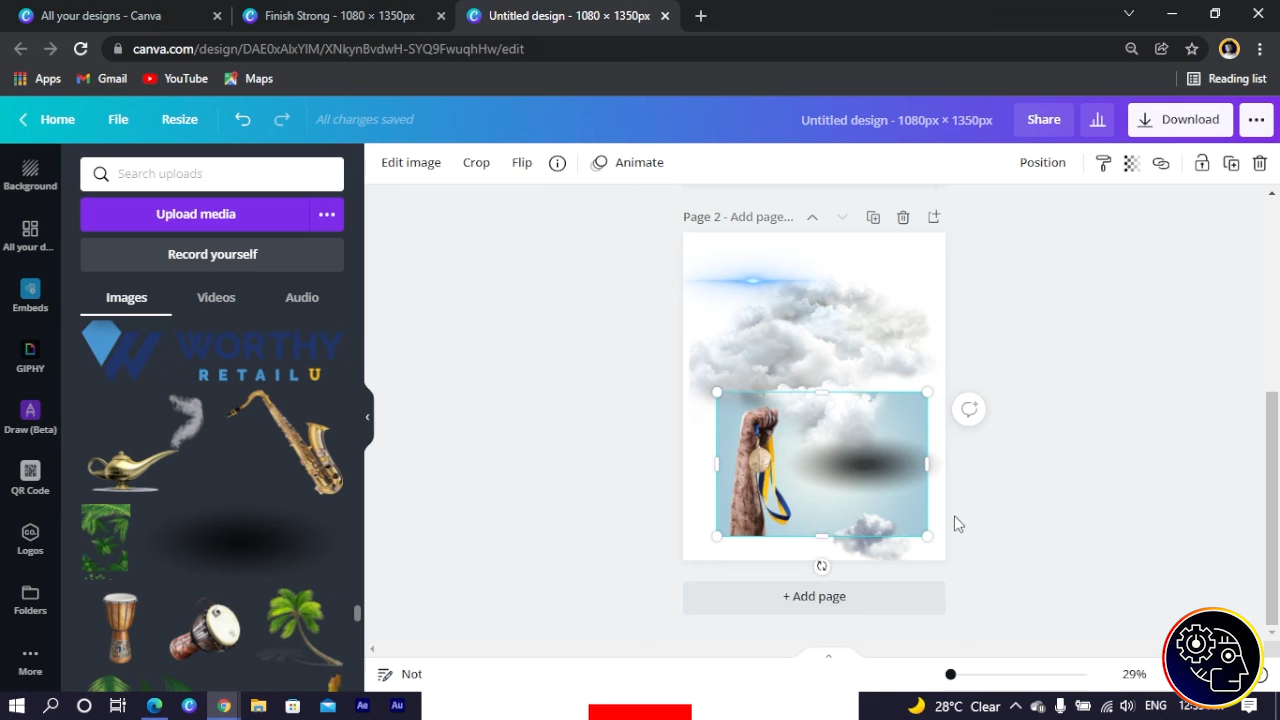 All your designs - Canva
Finish Strong - 1080 × 1350px
Untitled design - 1080 × 1350px
canva.com/design/DAE0xAlxYlM/XNkynBvdwH-SYQ9FwuqhHw/edit
Apps
Gmail
YouTube
Maps
Reading list
Home
File
Resize
All changes saved
Untitled design - 1080px × 1350px
Share
Download
Background
All your d...
Embeds
GIPHY
Draw (Beta)
QR Code
Logos
Folders
More
Search uploads
Upload media
Record yourself
Images
Videos
Audio
WORTHY
RETAIL U
Edit image
Crop
Flip
Animate
Position
Page 2 - Add page...
+ Add page
Not
29%
28°C Clear
ENG